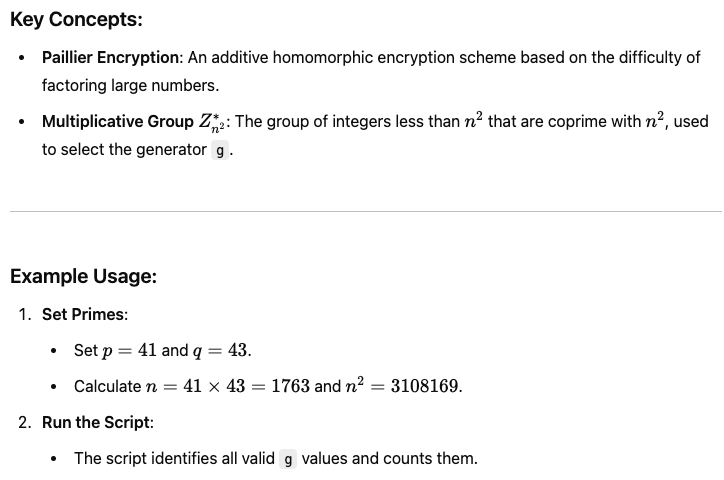 Key Concepts:
• Paillier Encryption: An additive homomorphic encryption scheme based on the difficulty of
factoring large numbers.
• Multiplicative Group $Z^*_{n^2}$: The group of integers less than $n^2$ that are coprime with $n^2$, used
to select the generator g.
Example Usage:
1. Set Primes:
• Set $p = 41$ and $q = 43$.
• Calculate $n = 41 \times 43 = 1763$ and $n^2 = 3108169$.
2. Run the Script:
• The script identifies all valid g values and counts them.